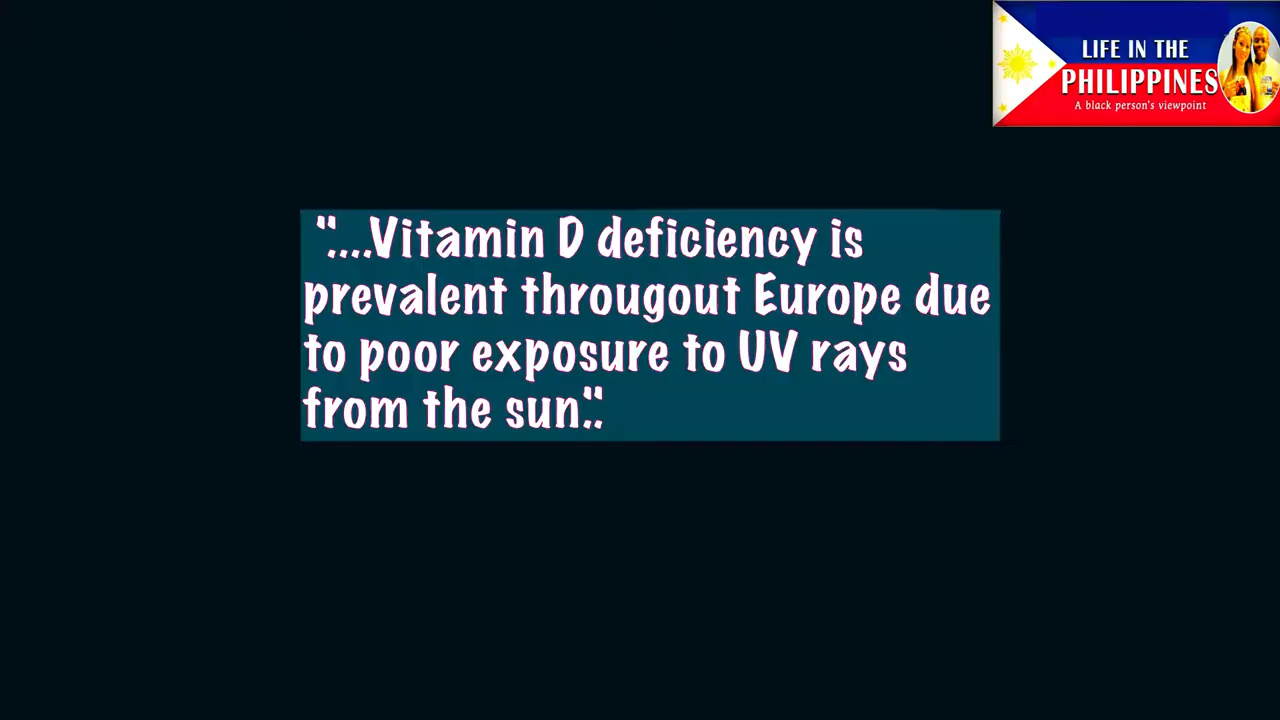 LIFE IN THE
PHILIPPINES
A black person's viewpoint
"....Vitamin D deficiency is
prevalent througout Europe due
to poor exposure to UV rays
from the sun.."